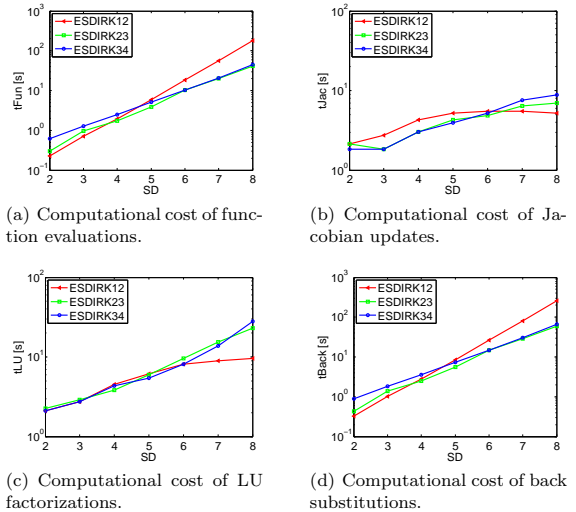 10³
10²
10¹
10⁰
10⁻¹
tFun [s]
ESDIRK12
ESDIRK23
ESDIRK34
2 3 4 5 6 7 8
SD
(a) Computational cost of func-
tion evaluations.
10²
10¹
10⁰
tJac [s]
ESDIRK12
ESDIRK23
ESDIRK34
2 3 4 5 6 7 8
SD
(b) Computational cost of Ja-
cobian updates.
10²
10¹
10⁰
tLU [s]
ESDIRK12
ESDIRK23
ESDIRK34
2 3 4 5 6 7 8
SD
(c) Computational cost of LU
factorizations.
10³
10²
10¹
10⁰
10⁻¹
tBack [s]
ESDIRK12
ESDIRK23
ESDIRK34
2 3 4 5 6 7 8
SD
(d) Computational cost of back
substitutions.